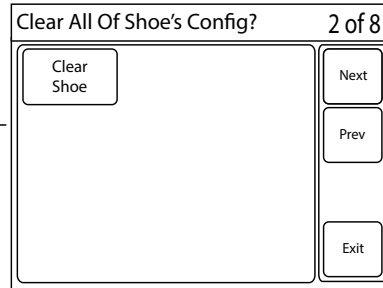 Clear All Of Shoe's Config? 2 of 8
Clear
Shoe
Next
Prev
Exit